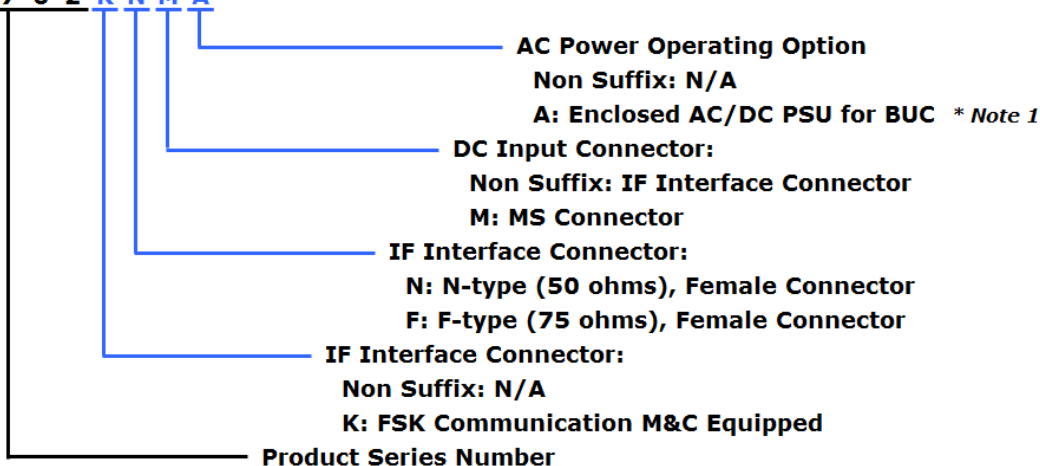 AC Power Operating Option
Non Suffix: N/A
A: Enclosed AC/DC PSU for BUC * Note 1
DC Input Connector:
Non Suffix: IF Interface Connector
M: MS Connector
IF Interface Connector:
N: N-type (50 ohms), Female Connector
F: F-type (75 ohms), Female Connector
IF Interface Connector:
Non Suffix: N/A
K: FSK Communication M&C Equipped
Product Series Number